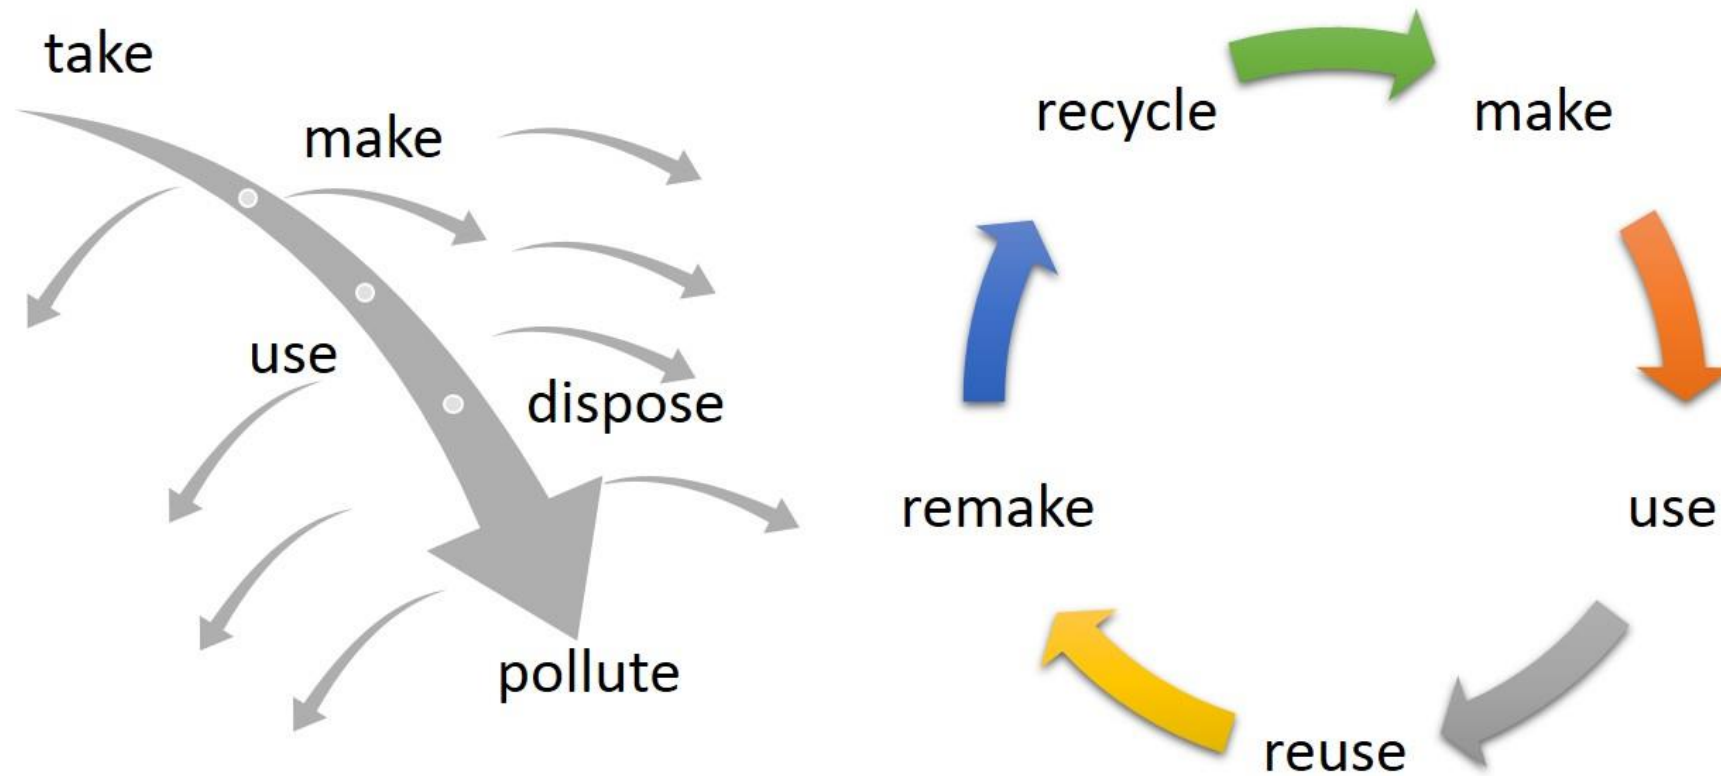 take
make
use
dispose
pollute
recycle
make
use
reuse
remake